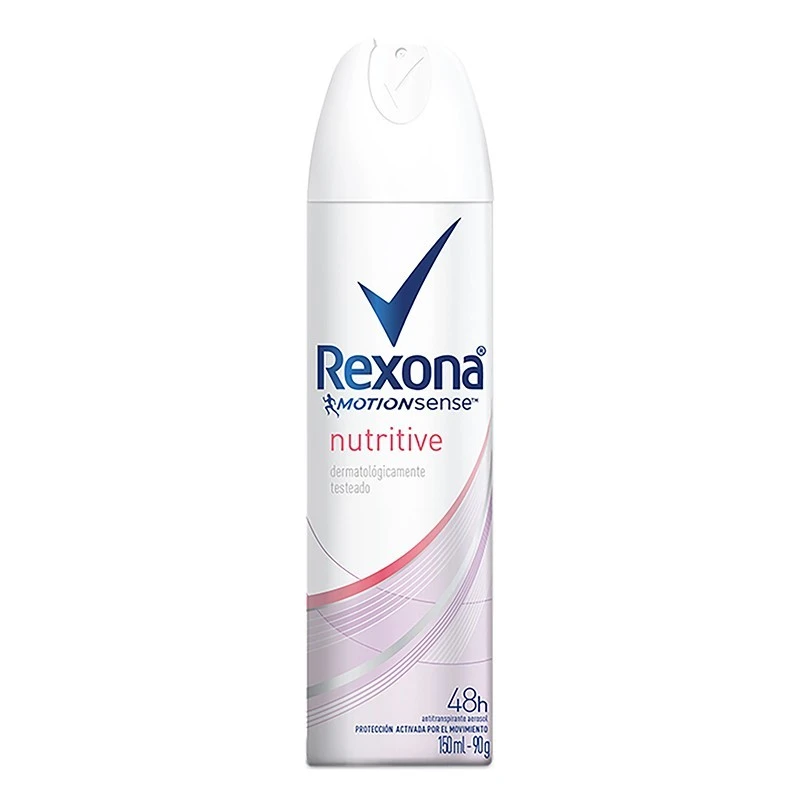 Rexona®
MOTIONsense™
nutritive
dermatológicamente
testeado
48h
antitranspirante aerosol
PROTECCIÓN ACTIVADA POR EL MOVIMIENTO
150ml-90g